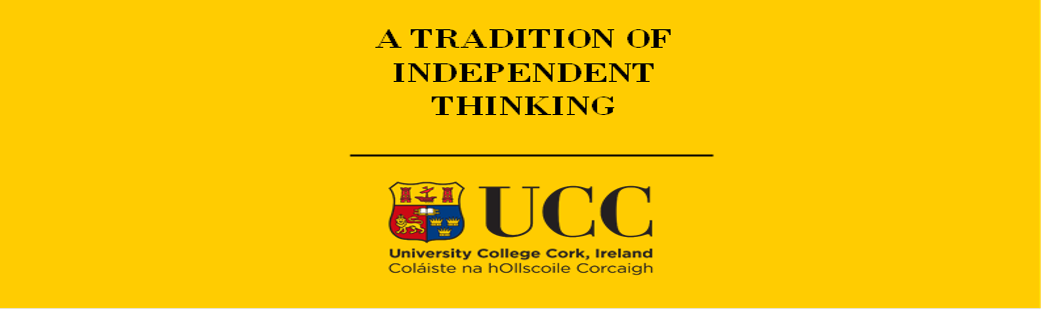 A TRADITION OF
INDEPENDENT
THINKING
UCC
University College Cork, Ireland
Coláiste na hOllscoile Corcaigh